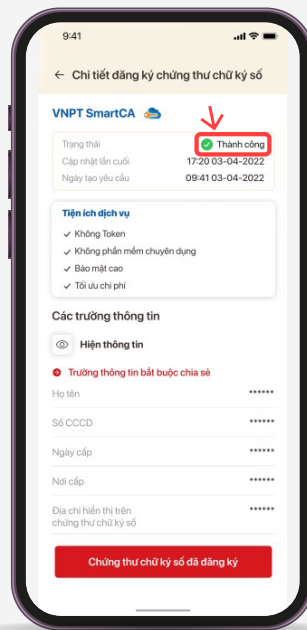 9:41
← Chi tiết đăng ký chứng thư chữ ký số
VNPT SmartCA
Trạng thái Thành công
Cập nhật lần cuối 17:20 03-04-2022
Ngày tạo yêu cầu 09:41 03-04-2022
Tiện ích dịch vụ
✓ Không Token
✓ Không phần mềm chuyên dụng
✓ Bảo mật cao
✓ Tối ưu chi phí
Các trường thông tin
Hiện thông tin
Trường thông tin bắt buộc chia sẻ
Họ tên ******
Số CCCD ******
Ngày cấp ******
Nơi cấp ******
Địa chỉ hiển thị trên ******
chứng thư chữ ký số
Chứng thư chữ ký số đã đăng ký